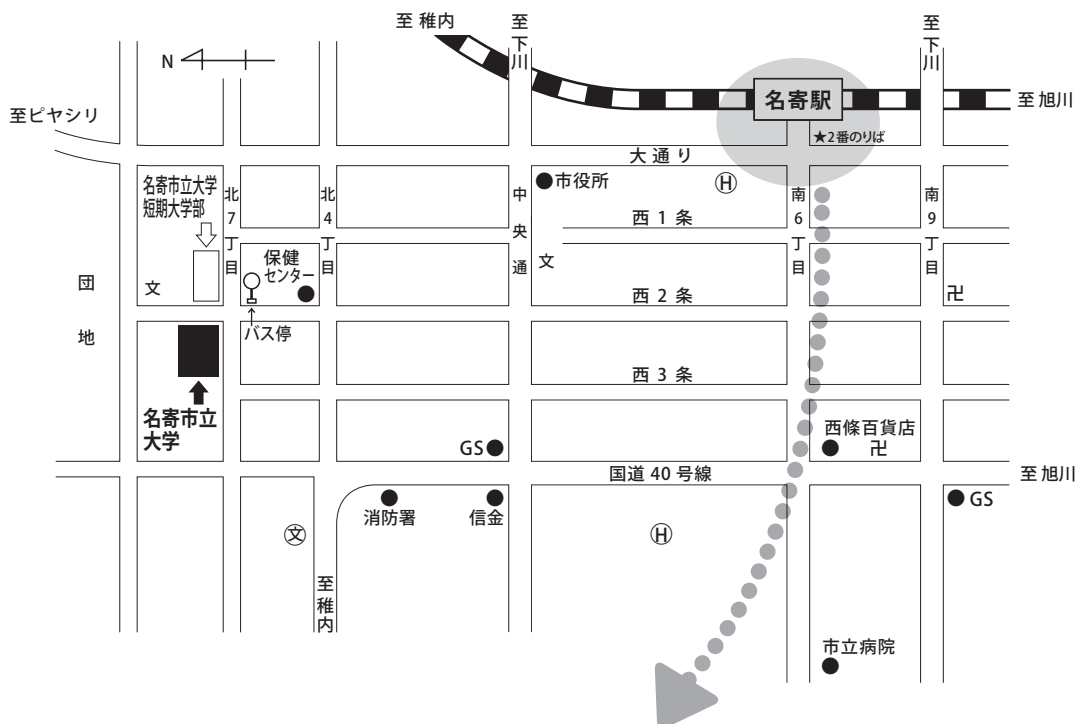 至 稚内
至下川
至下川
N
名寄駅
至旭川
至ピヤシリ
★2番のりば
大 通 り
名寄市立大学
短期大学部
北7丁目
北4丁目
中央通
市役所
H
南6丁目
南9丁目
西 1 条
保健
センター
文
文
団地
西 2 条
卍
バス停
西 3 条
名寄市立
大学
西條百貨店
GS
卍
国道 40 号線
至旭川
GS
消防署
信金
文
H
至稚内
市立病院